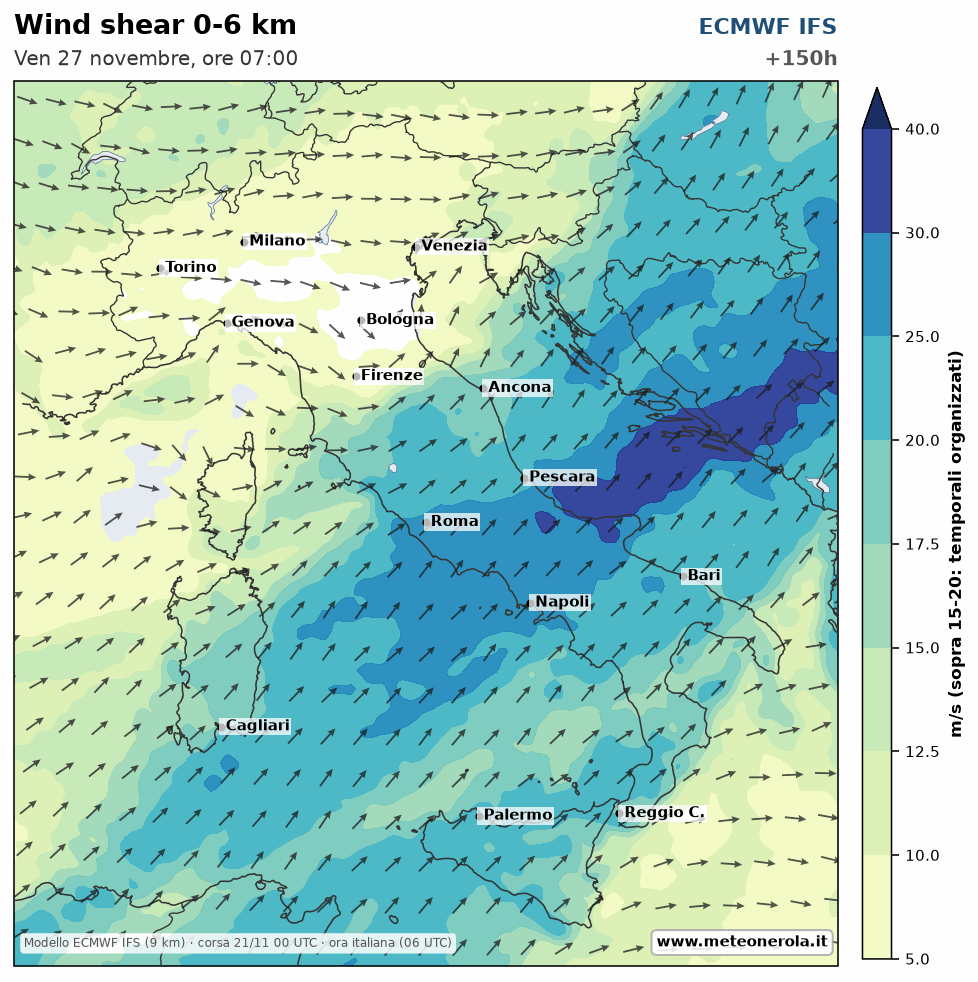 Wind shear 0-6 km
ECMWF IFS
Ven 27 novembre, ore 07:00
+150h
Milano
Venezia
Torino
Genova
Bologna
Firenze
Ancona
Pescara
Roma
Bari
Napoli
Cagliari
Palermo
Reggio C.
40.0
30.0
25.0
20.0
17.5
15.0
12.5
10.0
5.0
m/s (sopra 15-20: temporali organizzati)
Modello ECMWF IFS (9 km) · corsa 21/11 00 UTC · ora italiana (06 UTC)
www.meteonerola.it